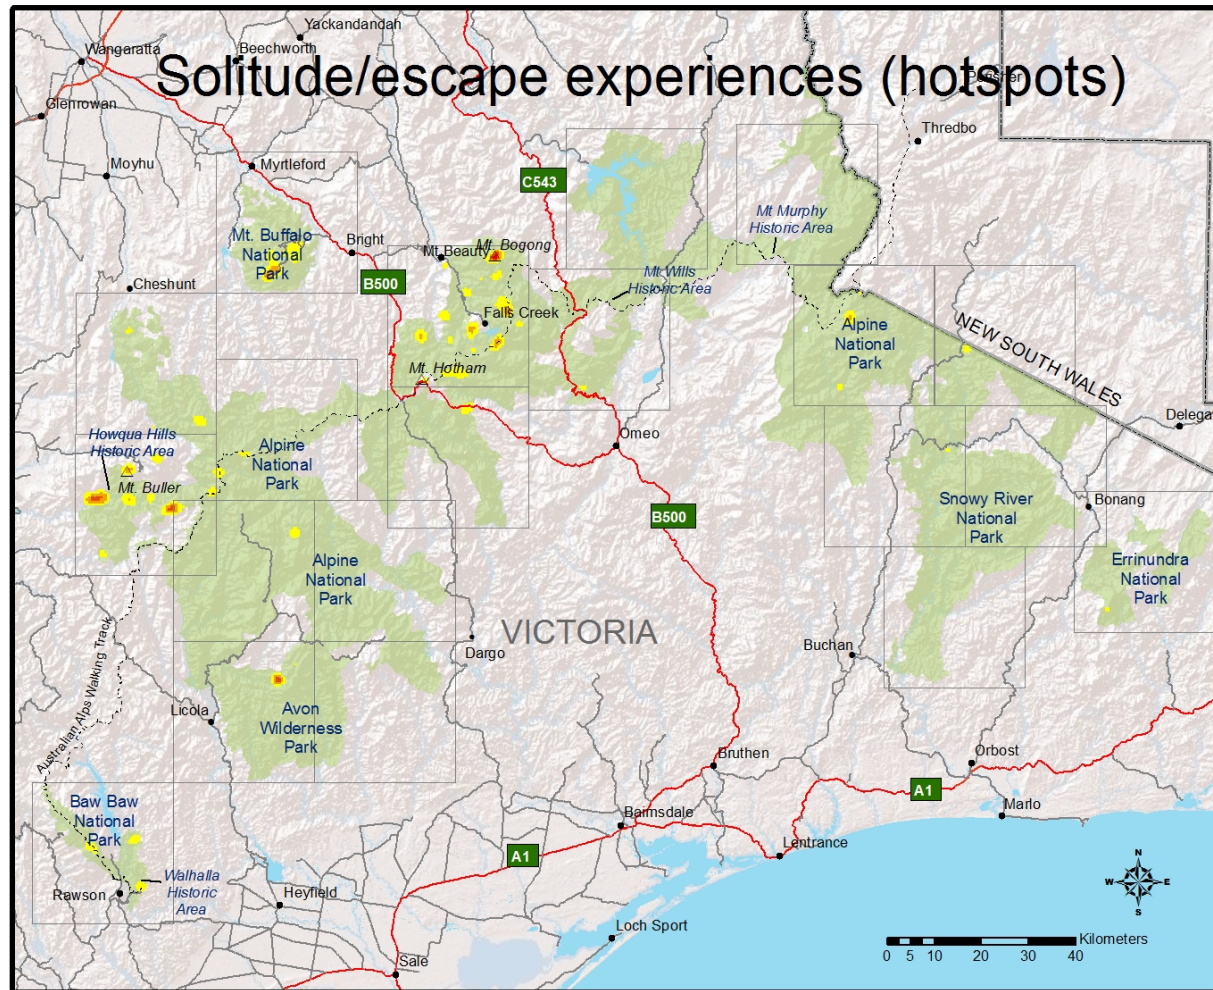 Yackandandah
Wangaratta
Beechworth
Solitude/escape experiences (hotspots)
Perisher
Glenrowan
Thredbo
Moyhu
Myrtleford
C543
Mt Murphy
Historic Area
Mt. Buffalo
National
Park
Bright
Mt. Beauty
Mt. Bogong
B500
Mt Wills
Historic Area
Cheshunt
Falls Creek
Alpine
National
Park
NEW SOUTH WALES
Mt. Hotham
Delega
Omeo
Howqua Hills
Historic Area
Mt. Buller
Alpine
National
Park
B500
Snowy River
National
Park
Bonang
Alpine
National
Park
Errinundra
National
Park
VICTORIA
Dargo
Buchan
Australian Alps Walking Track
Licola
Avon
Wilderness
Park
Bruthen
Orbost
A1
Marlo
Baw Baw
National
Park
Bairnsdale
Lentrance
A1
Walhalla
Historic
Area
Rawson
Heyfield
Loch Sport
Sale
N
W
E
S
Kilometers
0 5 10 20 30 40